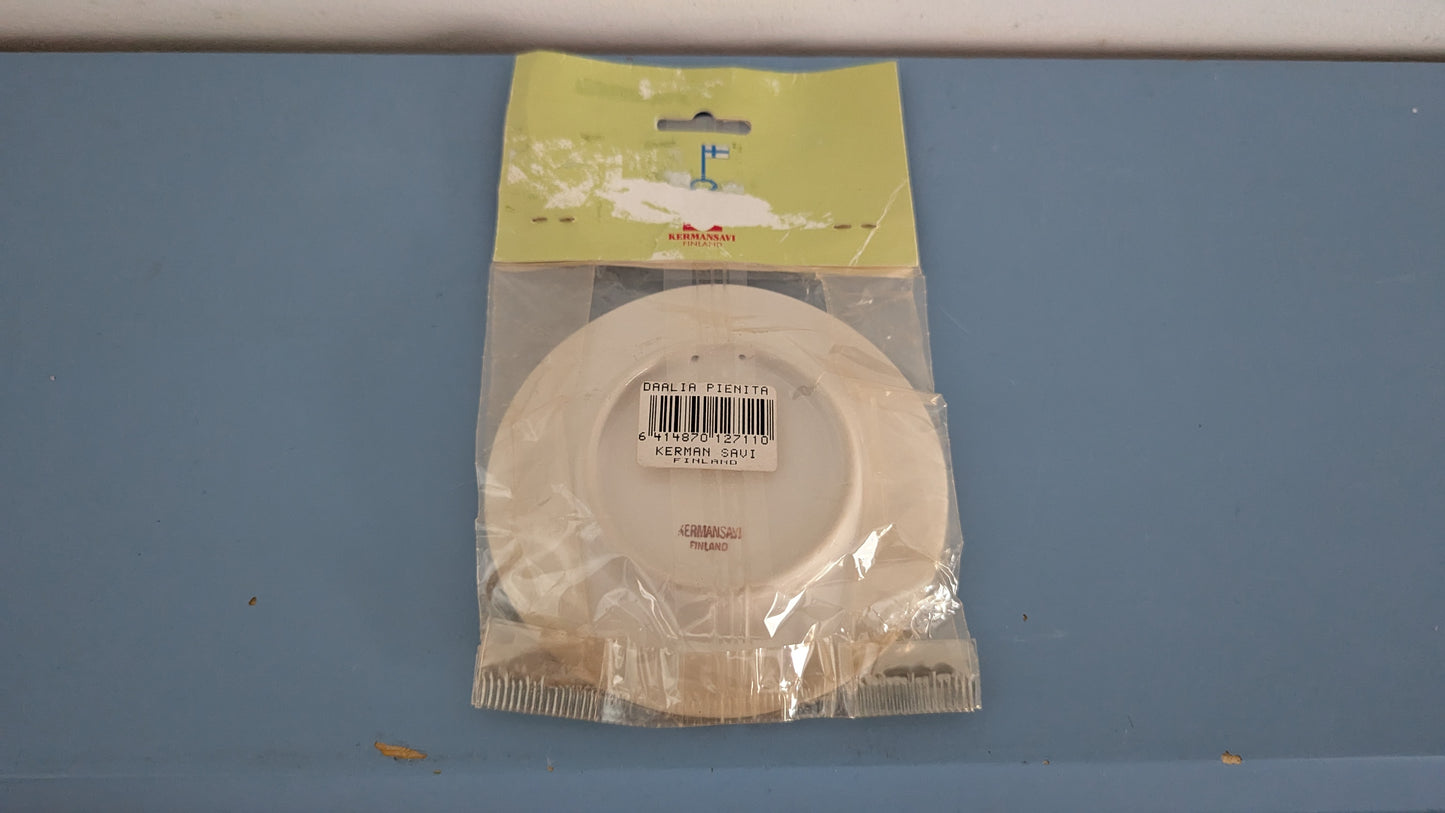 KERMANSAVI
FINLAND
DAALIA PIENITA
6 414870 127110
KERMAN SAVI
FINLAND
KERMANSAVI
FINLAND